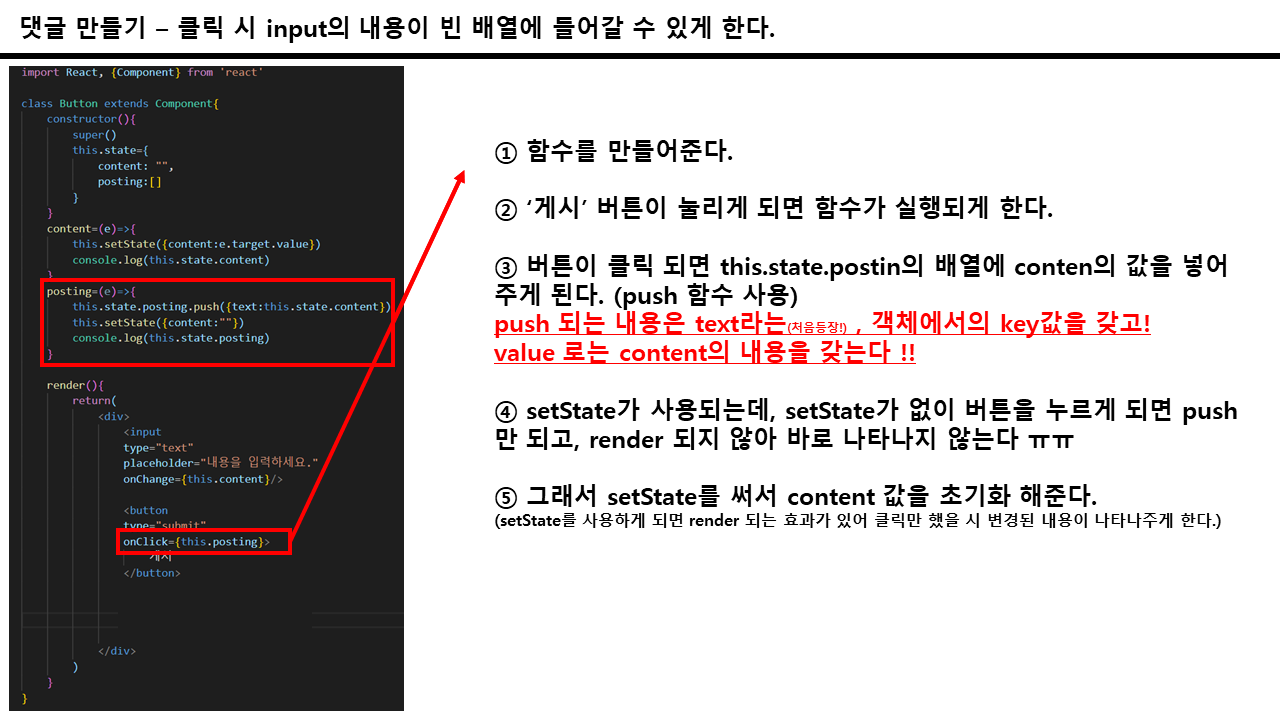 댓글 만들기 – 클릭 시 input의 내용이 빈 배열에 들어갈 수 있게 한다.
import React, {Component} from 'react'
class Button extends Component{
constructor(){
super()
this.state={
content: "",
posting:[]
}
}
content=(e)=>{
this.setState({content:e.target.value})
console.log(this.state.content)
}
posting=(e)=>{
this.state.posting.push({text:this.state.content})
this.setState({content:""})
console.log(this.state.posting)
}
render(){
return(
<div>
<input
type="text"
placeholder="내용을 입력하세요."
onChange={this.content}/>
<button
type="submit"
onClick={this.posting}>
게시
</button>
</div>
)
}
}
① 함수를 만들어준다.
② ‘게시’ 버튼이 눌리게 되면 함수가 실행되게 한다.
③ 버튼이 클릭 되면 this.state.postin의 배열에 conten의 값을 넣어
주게 된다. (push 함수 사용)
push 되는 내용은 text라는(처음등장!) , 객체에서의 key값을 갖고!
value 로는 content의 내용을 갖는다 !!
④ setState가 사용되는데, setState가 없이 버튼을 누르게 되면 push
만 되고, render 되지 않아 바로 나타나지 않는다 ㅠㅠ
⑤ 그래서 setState를 써서 content 값을 초기화 해준다.
(setState를 사용하게 되면 render 되는 효과가 있어 클릭만 했을 시 변경된 내용이 나타나주게 한다.)